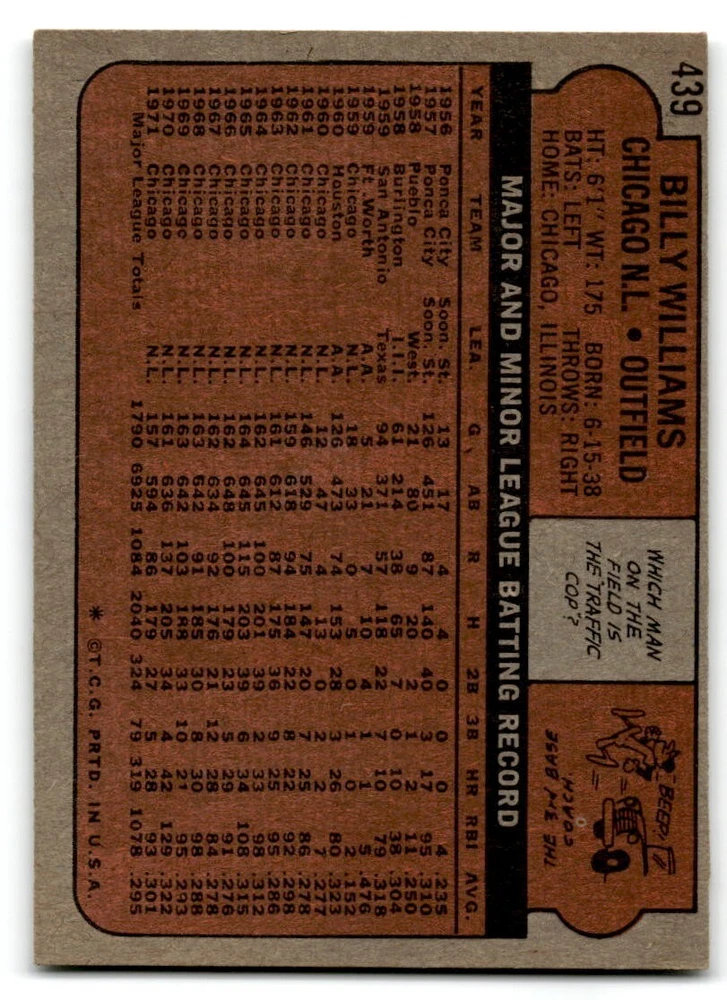 439
BILLY WILLIAMS
CHICAGO N.L. • OUTFIELD
HT: 6'1" WT: 175 BORN: 6-15-38
BATS: LEFT THROWS: RIGHT
HOME: CHICAGO, ILLINOIS
WHICH MAN
ON THE
FIELD IS
THE 'TRAFFIC
COP'?
BEEP!
THE 3rd BASE
COACH.
MAJOR AND MINOR LEAGUE BATTING RECORD
YEAR TEAM LEA. G AB R H 2B 3B HR RBI AVG.
1956 Ponca City Soon. St. 13 17 4 4 0 0 0 4 .235
1957 Ponca City Soon. St. 126 451 87 140 40 3 17 95 .310
1958 Pueblo West. 21 80 9 20 2 1 2 11 .250
1958 Burlington I.I.I. 61 214 38 65 7 0 10 38 .304
1959 San Antonio Texas 94 371 57 118 22 7 10 79 .318
1959 Ft. Worth A.A. 5 21 7 10 4 1 1 5 .476
1959 Chicago N.L. 18 33 0 5 0 1 0 2 .152
1960 Houston A.A. 126 473 74 153 28 3 26 80 .323
1960 Chicago N.L. 12 47 4 13 0 2 2 7 .277
1961 Chicago N.L. 146 529 75 147 20 7 25 86 .278
1962 Chicago N.L. 159 618 94 184 22 8 22 92 .298
1963 Chicago N.L. 161 612 87 175 36 9 25 95 .286
1964 Chicago N.L. 162 645 100 201 39 2 33 98 .312
1965 Chicago N.L. 164 645 115 203 39 6 34 108 .315
1966 Chicago N.L. 162 648 100 179 23 5 29 91 .276
1967 Chicago N.L. 162 634 92 176 21 12 28 84 .278
1968 Chicago N.L. 163 642 91 185 30 8 30 98 .288
1969 Chicago N.L. 163 642 103 188 33 10 21 95 .293
1970 Chicago N.L. 161 636 137 205 34 4 42 129 .322
1971 Chicago N.L. 157 594 86 179 27 5 28 93 .301
Major League Totals 1790 6925 1084 2040 324 79 319 1078 .295
* ©T.C.G. PRTD. IN U.S.A.